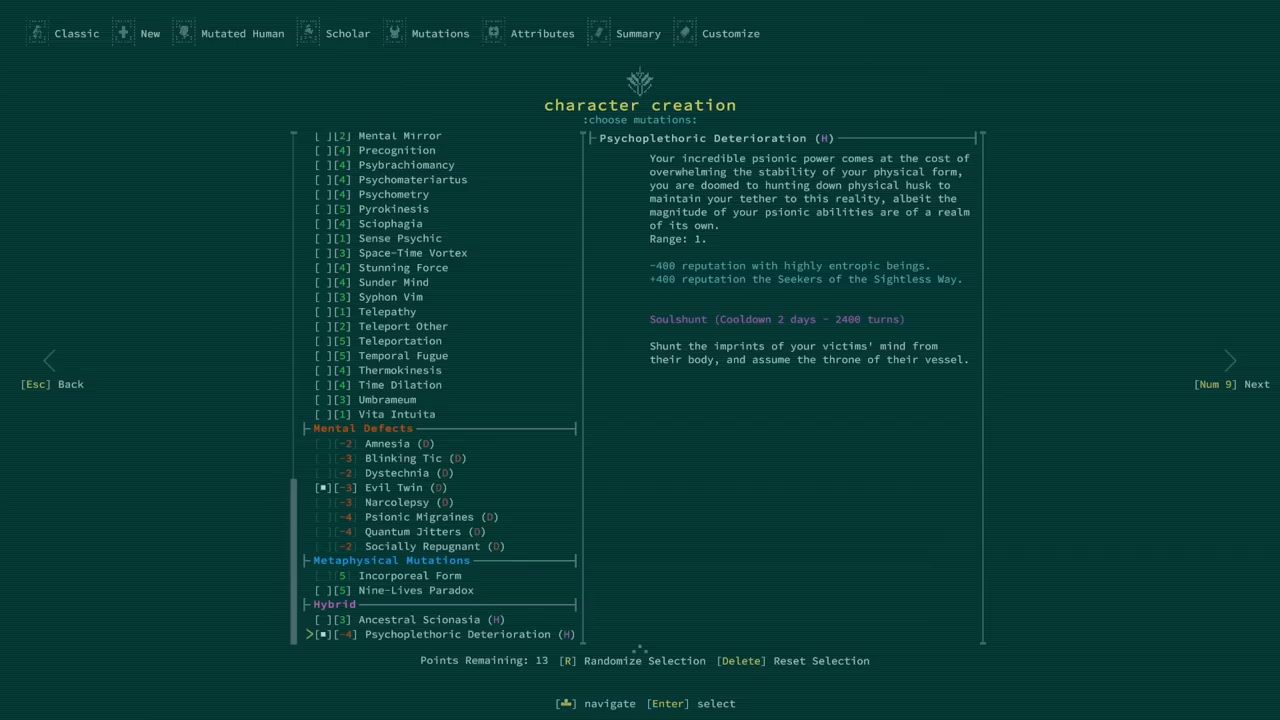 Classic New Mutated Human Scholar Mutations Attributes Summary Customize
character creation
:choose mutations:
[ ][2] Mental Mirror
[ ][4] Precognition
[ ][4] Psybrachiomancy
[ ][4] Psychomateriartus
[ ][4] Psychometry
[ ][5] Pyrokinesis
[ ][4] Sciophagia
[ ][1] Sense Psychic
[ ][3] Space-Time Vortex
[ ][4] Stunning Force
[ ][4] Sunder Mind
[ ][3] Syphon Vim
[ ][1] Telepathy
[ ][2] Teleport Other
[ ][5] Teleportation
[ ][5] Temporal Fugue
[ ][4] Thermokinesis
[ ][4] Time Dilation
[ ][3] Umbrameum
[ ][1] Vita Intuita
Mental Defects
[ ][-2] Amnesia (D)
[ ][-3] Blinking Tic (D)
[ ][-2] Dystechnia (D)
[■][-3] Evil Twin (D)
[ ][-3] Narcolepsy (D)
[ ][-4] Psionic Migraines (D)
[ ][-4] Quantum Jitters (D)
[ ][-2] Socially Repugnant (D)
Metaphysical Mutations
[ ][5] Incorporeal Form
[ ][5] Nine-Lives Paradox
Hybrid
[ ][3] Ancestral Scionasia (H)
>[■][-4] Psychoplethoric Deterioration (H)
Psychoplethoric Deterioration (H)
Your incredible psionic power comes at the cost of
overwhelming the stability of your physical form,
you are doomed to hunting down physical husk to
maintain your tether to this reality, albeit the
magnitude of your psionic abilities are of a realm
of its own.
Range: 1.
-400 reputation with highly entropic beings.
+400 reputation the Seekers of the Sightless Way.
Soulshunt (Cooldown 2 days - 2400 turns)
Shunt the imprints of your victims' mind from
their body, and assume the throne of their vessel.
[Esc] Back
[Num 9] Next
Points Remaining: 13 [R] Randomize Selection [Delete] Reset Selection
navigate [Enter] select